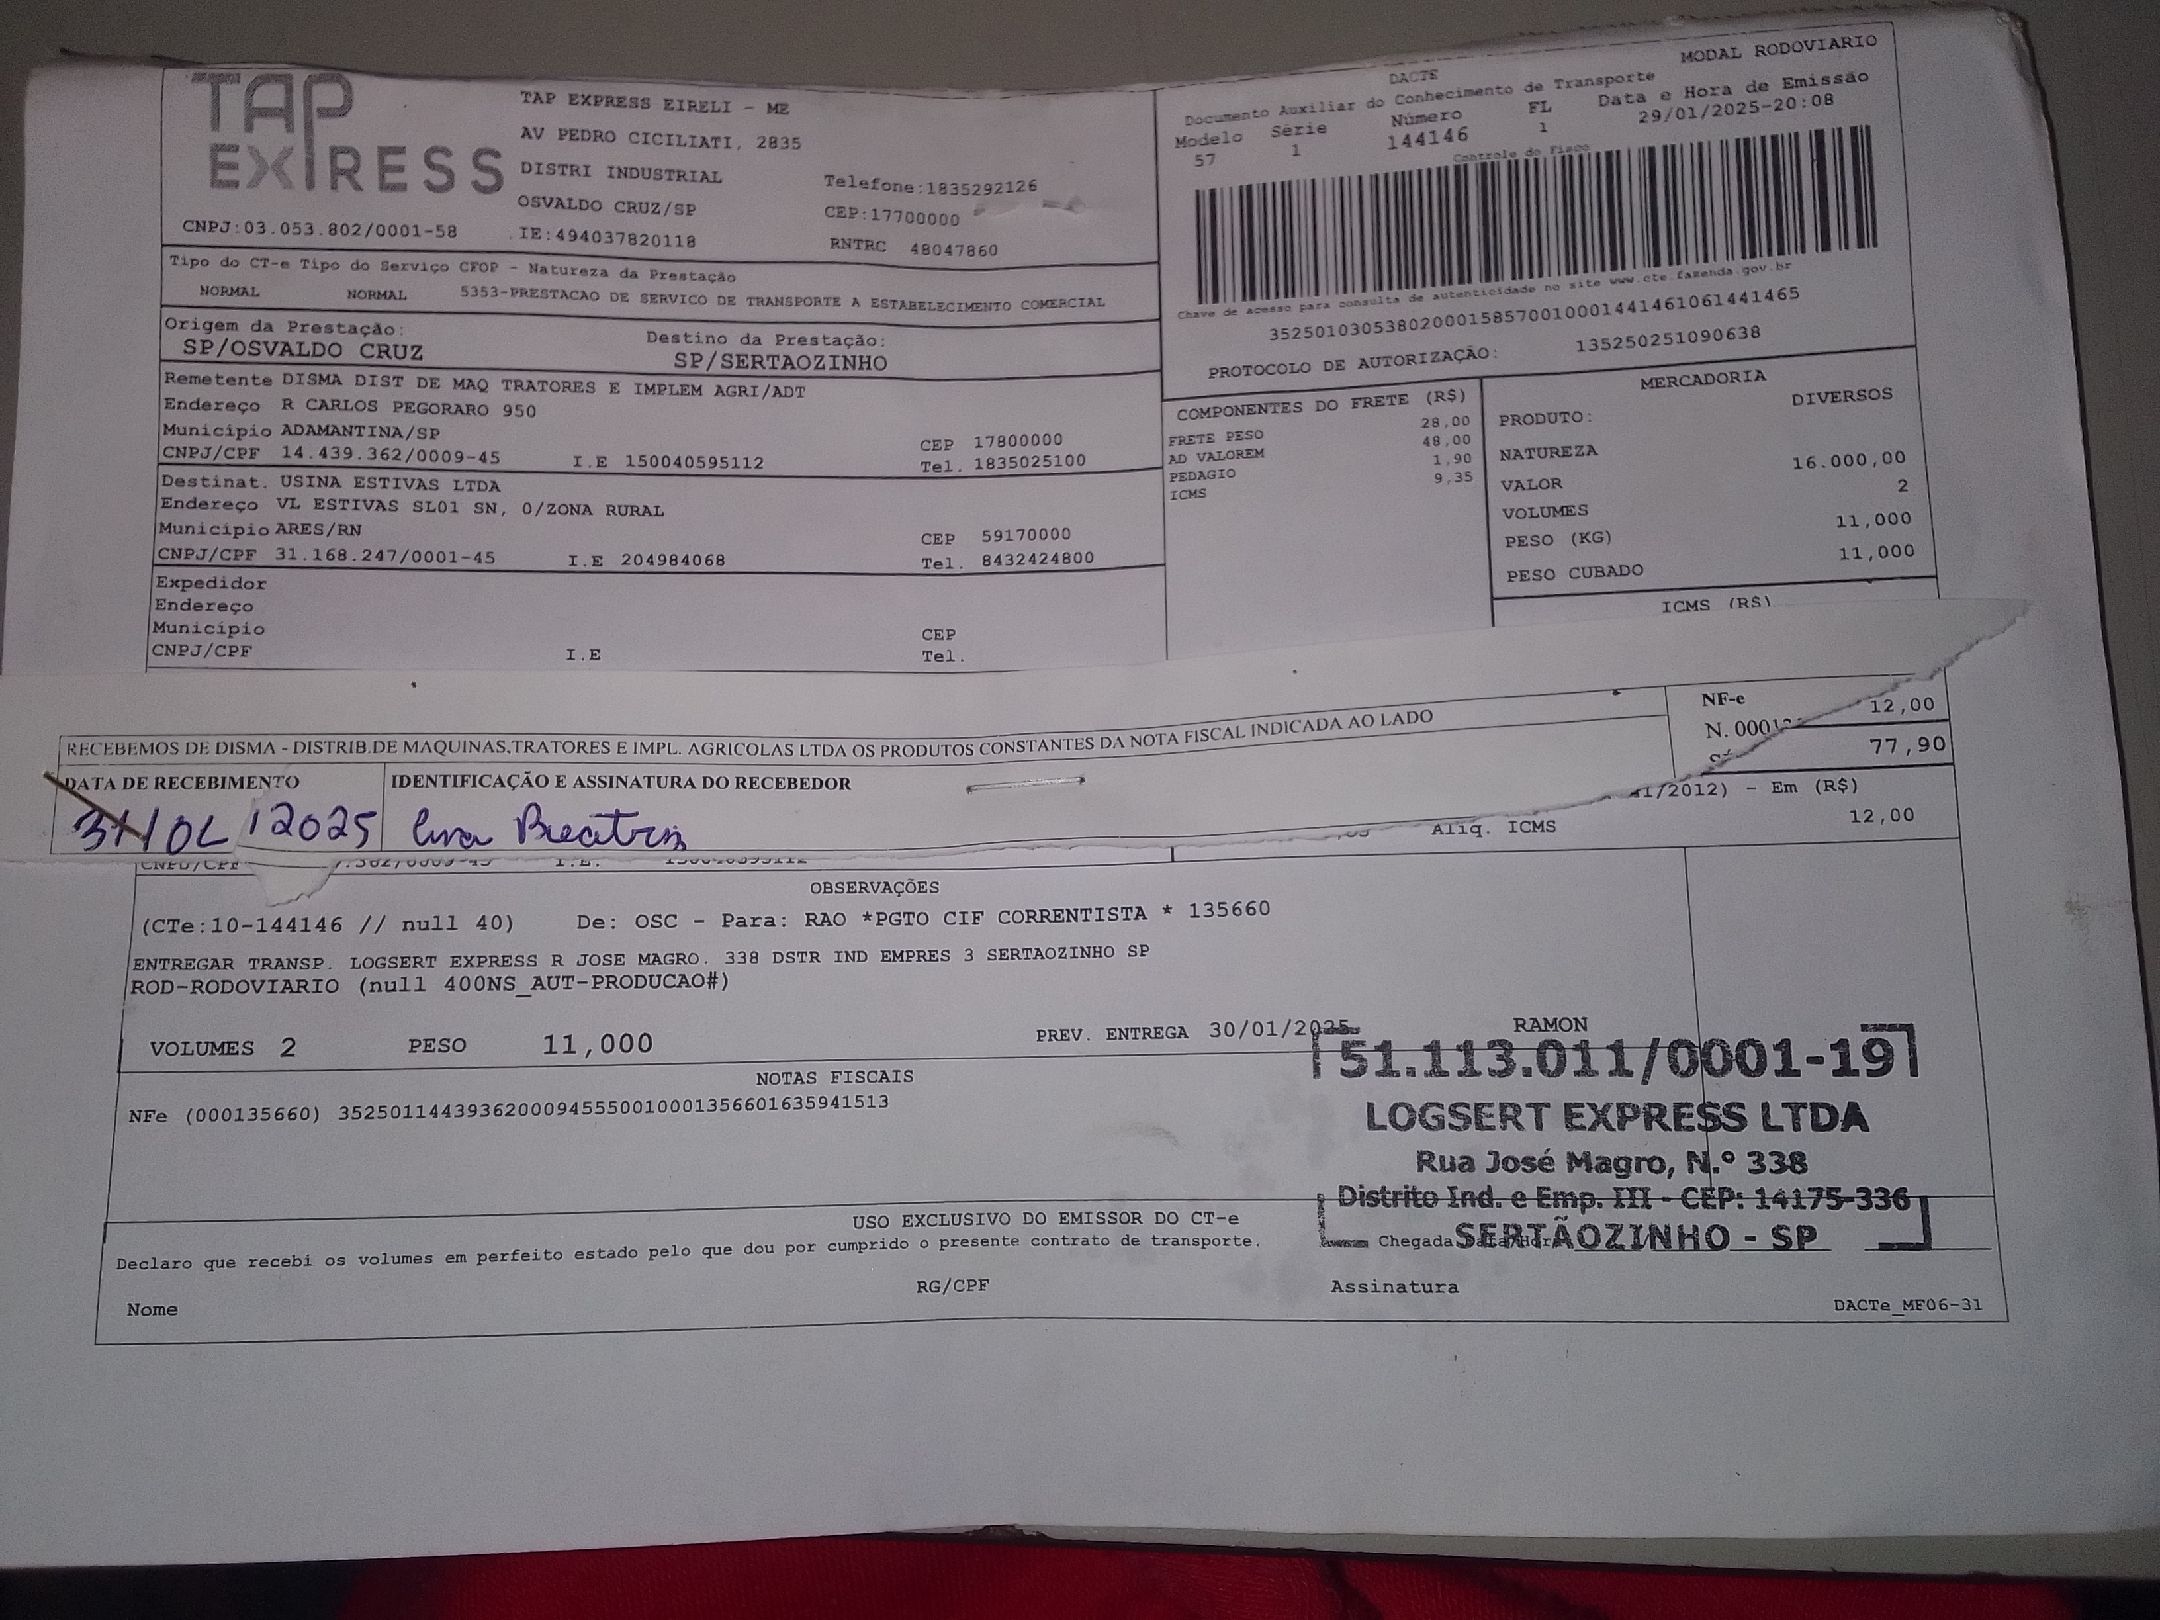 TAP EXPRESS
TAP EXPRESS EIRELI - ME
AV PEDRO CICILIATI, 2835
DISTRI INDUSTRIAL Telefone:1835292126
OSVALDO CRUZ/SP CEP:17700000
CNPJ:03.053.802/0001-58 IE:494037820118 RNTRC 48047860
DACTE MODAL RODOVIARIO
Documento Auxiliar do Conhecimento de Transporte
Modelo Série Número FL Data e Hora de Emissão
57 1 144146 1 29/01/2025-20:08
Controle do Fisco
Chave de acesso para consulta de autenticidade no site www.cte.fazenda.gov.br
35250103053802000158570010001441461061441465
PROTOCOLO DE AUTORIZAÇÃO: 135250251090638
Tipo do CT-e Tipo do Serviço CFOP - Natureza da Prestação
NORMAL NORMAL 5353-PRESTACAO DE SERVICO DE TRANSPORTE A ESTABELECIMENTO COMERCIAL
Origem da Prestação: Destino da Prestação:
SP/OSVALDO CRUZ SP/SERTAOZINHO
Remetente DISMA DIST DE MAQ TRATORES E IMPLEM AGRI/ADT
Endereço R CARLOS PEGORARO 950
Município ADAMANTINA/SP CEP 17800000
CNPJ/CPF 14.439.362/0009-45 I.E 150040595112 Tel. 1835025100
Destinat. USINA ESTIVAS LTDA
Endereço VL ESTIVAS SL01 SN, 0/ZONA RURAL
Município ARES/RN CEP 59170000
CNPJ/CPF 31.168.247/0001-45 I.E 204984068 Tel. 8432424800
Expedidor
Endereço
Município CEP
CNPJ/CPF I.E Tel.
COMPONENTES DO FRETE (R$)
FRETE PESO 28,00
AD VALOREM 48,00
PEDAGIO 1,90
ICMS 9,35
MERCADORIA
PRODUTO: DIVERSOS
NATUREZA
VALOR 16.000,00
VOLUMES 2
PESO (KG) 11,000
PESO CUBADO 11,000
ICMS (R$)
12,00
77,90
RECEBEMOS DE DISMA - DISTRIB.DE MAQUINAS,TRATORES E IMPL. AGRICOLAS LTDA OS PRODUTOS CONSTANTES DA NOTA FISCAL INDICADA AO LADO
NF-e
DATA DE RECEBIMENTO IDENTIFICAÇÃO E ASSINATURA DO RECEBEDOR
2025 Beatriz
/2012) - Em (R$)
Aliq. ICMS 12,00
OBSERVAÇÕES
(CTe:10-144146 // null 40) De: OSC - Para: RAO *PGTO CIF CORRENTISTA * 135660
ENTREGAR TRANSP. LOGSERT EXPRESS R JOSE MAGRO. 338 DSTR IND EMPRES 3 SERTAOZINHO SP
ROD-RODOVIARIO (null 400NS_AUT-PRODUCAO#)
VOLUMES 2 PESO 11,000 PREV. ENTREGA 30/01/2025 RAMON
NOTAS FISCAIS
NFe (000135660) 35250114439362000945550010001356601635941513
51.113.011/0001-19
LOGSERT EXPRESS LTDA
Rua José Magro, N.º 338
Distrito Ind. e Emp. III - CEP: 14175-336
SERTÃOZINHO - SP
USO EXCLUSIVO DO EMISSOR DO CT-e
Declaro que recebi os volumes em perfeito estado pelo que dou por cumprido o presente contrato de transporte. Chegada
Nome RG/CPF Assinatura
DACTe_MF06-31